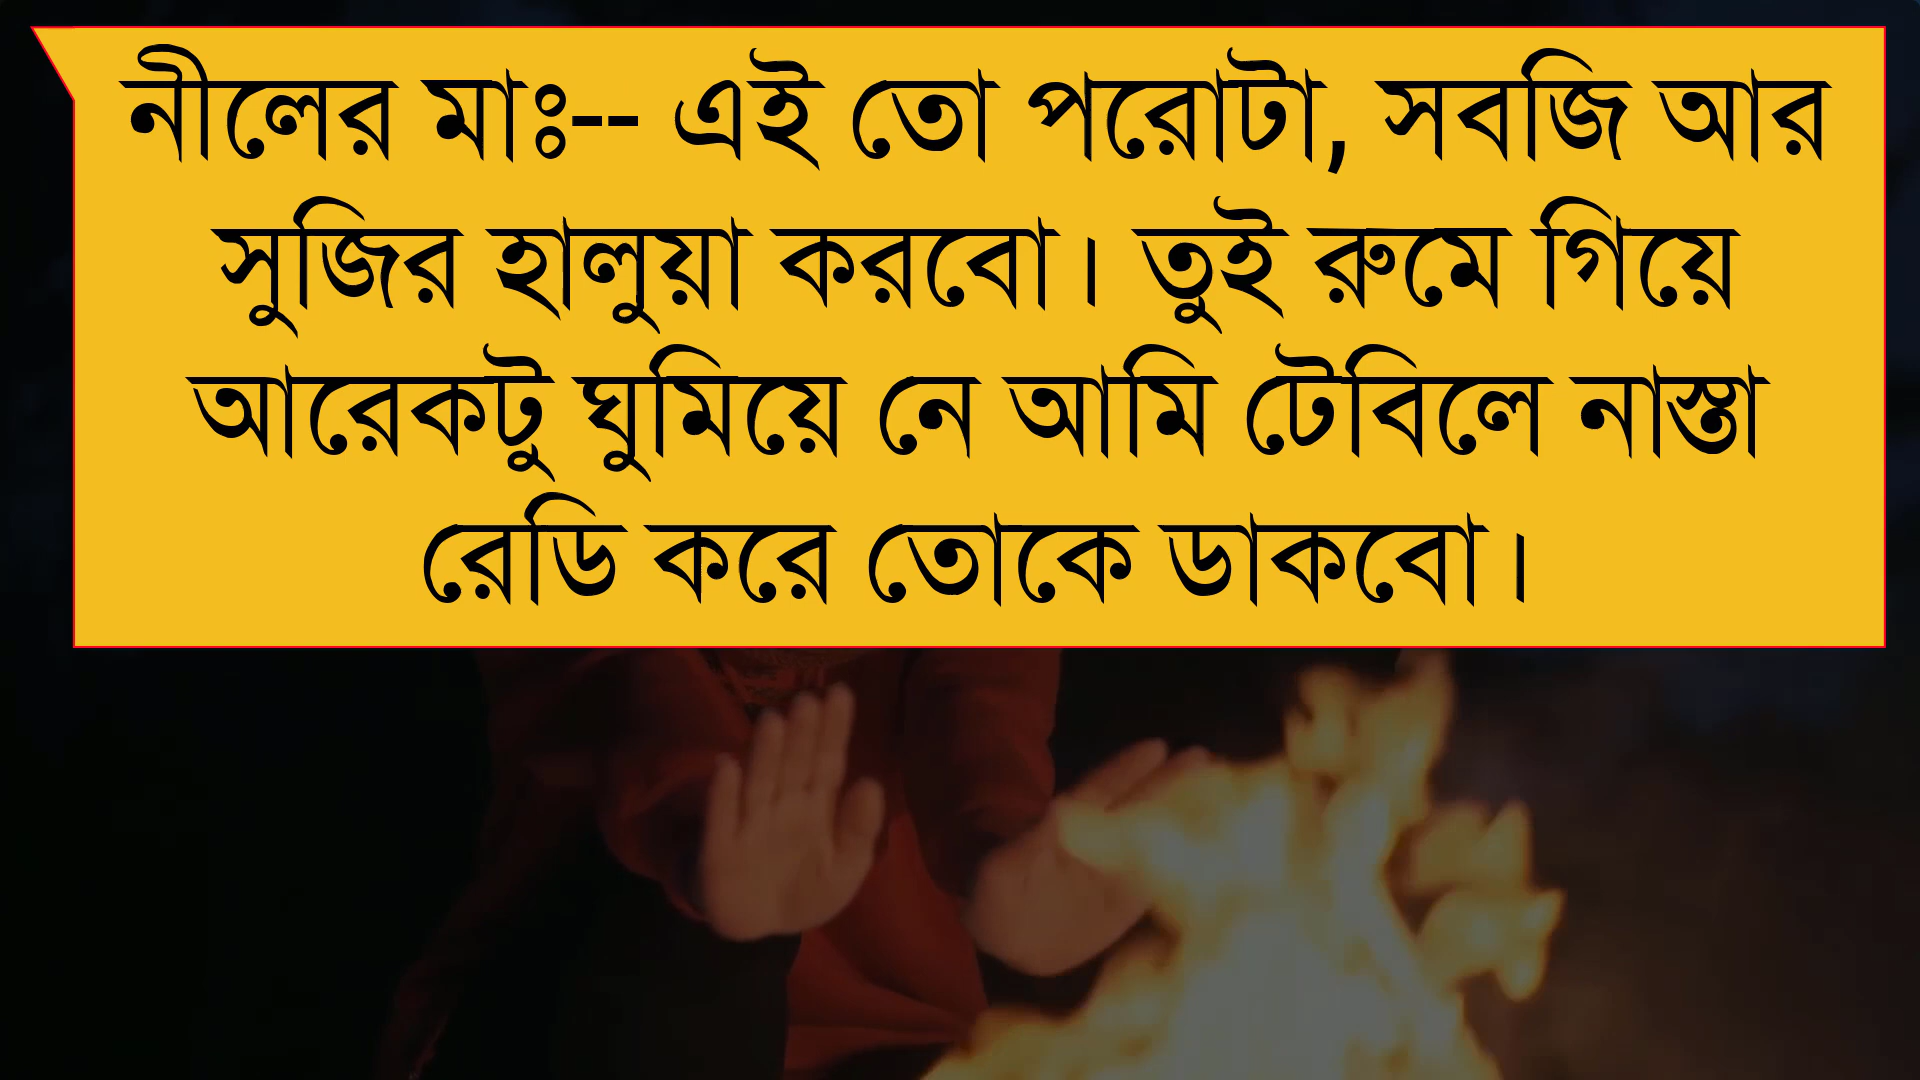 নীলের মাঃ-- এই তো পরোটা, সবজি আর
সুজির হালুয়া করবো। তুই রুমে গিয়ে
আরেকটু ঘুমিয়ে নে আমি টেবিলে নাস্তা
রেডি করে তোকে ডাকবো।